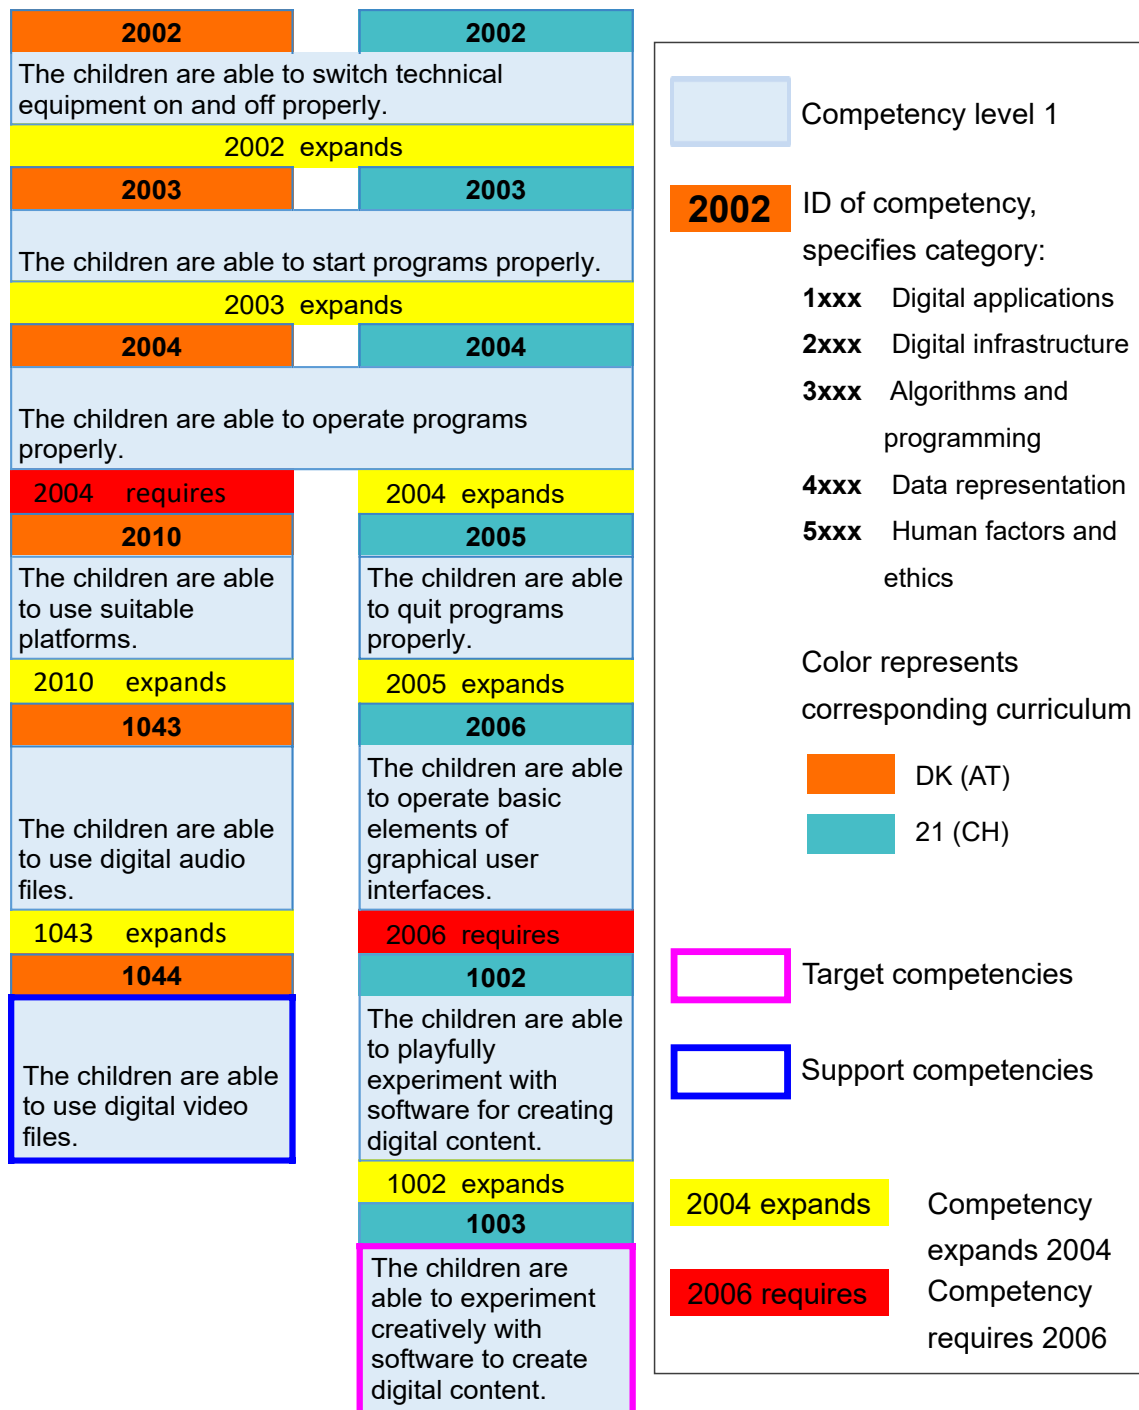 2002 2002
The children are able to switch technical
equipment on and off properly.
2002 expands
2003 2003
The children are able to start programs properly.
2003 expands
2004 2004
The children are able to operate programs
properly.
2004 requires
2010
The children are able
to use suitable
platforms.
2010 expands
1043
The children are able
to use digital audio
files.
1043 expands
1044
The children are able
to use digital video
files.
2004 expands
2005
The children are able
to quit programs
properly.
2005 expands
2006
The children are able
to operate basic
elements of
graphical user
interfaces.
2006 requires
1002
The children are able
to playfully
experiment with
software for creating
digital content.
1002 expands
1003
The children are
able to experiment
creatively with
software to create
digital content.
Competency level 1
2002 ID of competency,
specifies category:
1xxx Digital applications
2xxx Digital infrastructure
3xxx Algorithms and
programming
4xxx Data representation
5xxx Human factors and
ethics
Color represents
corresponding curriculum
DK (AT)
21 (CH)
Target competencies
Support competencies
2004 expands Competency
expands 2004
2006 requires Competency
requires 2006